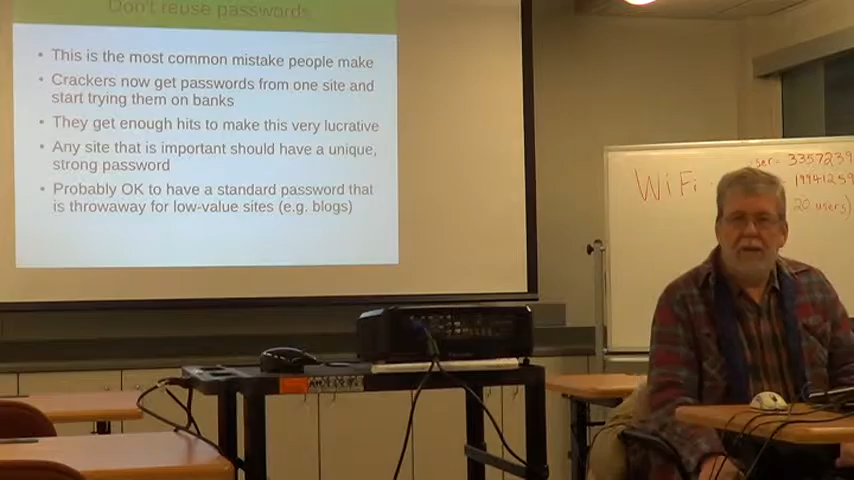 Don't reuse passwords
• This is the most common mistake people make
• Crackers now get passwords from one site and
start trying them on banks
• They get enough hits to make this very lucrative
• Any site that is important should have a unique,
strong password
• Probably OK to have a standard password that
is throwaway for low-value sites (e.g. blogs)
WiFi
ser- 3357239
19941259
20 users)